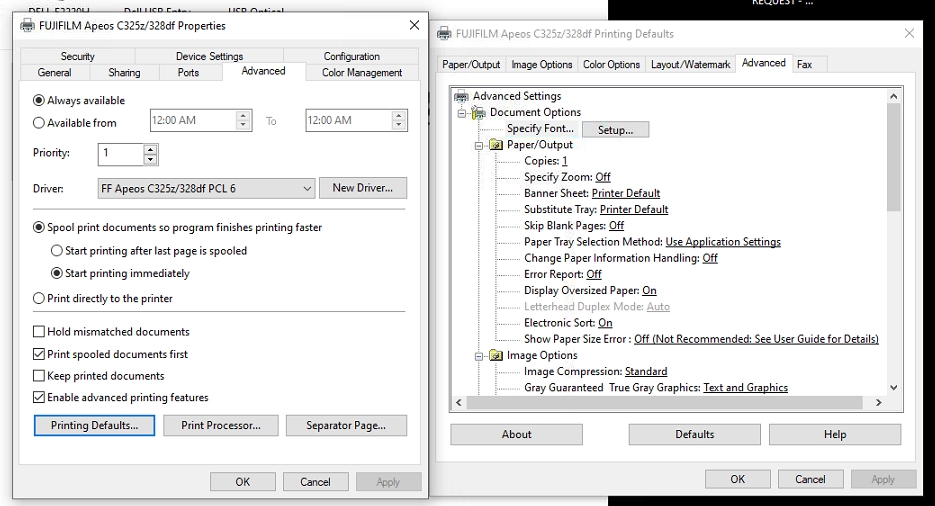 DELL E2220H Dell USB Entry USB Optical
REQUEST - ...
FUJIFILM Apeos C325z/328df Properties
Security Device Settings Configuration
General Sharing Ports Advanced Color Management
Always available
Available from 12:00 AM To 12:00 AM
Priority: 1
Driver: FF Apeos C325z/328df PCL 6 New Driver...
Spool print documents so program finishes printing faster
Start printing after last page is spooled
Start printing immediately
Print directly to the printer
Hold mismatched documents
Print spooled documents first
Keep printed documents
Enable advanced printing features
Printing Defaults... Print Processor... Separator Page...
OK Cancel Apply
FUJIFILM Apeos C325z/328df Printing Defaults
Paper/Output Image Options Color Options Layout/Watermark Advanced Fax
Advanced Settings
Document Options
Specify Font... Setup...
Paper/Output
Copies: 1
Specify Zoom: Off
Banner Sheet: Printer Default
Substitute Tray: Printer Default
Skip Blank Pages: Off
Paper Tray Selection Method: Use Application Settings
Change Paper Information Handling: Off
Error Report: Off
Display Oversized Paper: On
Letterhead Duplex Mode: Auto
Electronic Sort: On
Show Paper Size Error : Off (Not Recommended: See User Guide for Details)
Image Options
Image Compression: Standard
Gray Guaranteed True Gray Graphics: Text and Graphics
About Defaults Help
OK Cancel Apply